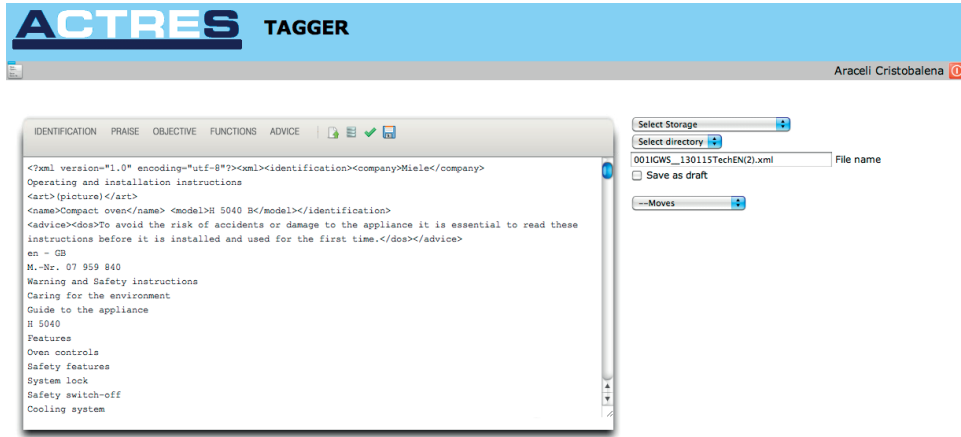 ACTRES TAGGER
Araceli Cristobalena
IDENTIFICATION PRAISE OBJECTIVE FUNCTIONS ADVICE
<?xml version="1.0" encoding="utf-8"?><xml><identification><company>Miele</company>
Operating and installation instructions
<art>(picture)</art>
<name>Compact oven</name> <model>H 5040 B</model></identification>
<advice><dos>To avoid the risk of accidents or damage to the appliance it is essential to read these
instructions before it is installed and used for the first time.</dos></advice>
en - GB
M.-Nr. 07 959 840
Warning and Safety instructions
Caring for the environment
Guide to the appliance
H 5040
Features
Oven controls
Safety features
System lock
Safety switch-off
Cooling system
Select Storage
Select directory
001IGWS__130115TechEN(2).xml File name
Save as draft
--Moves